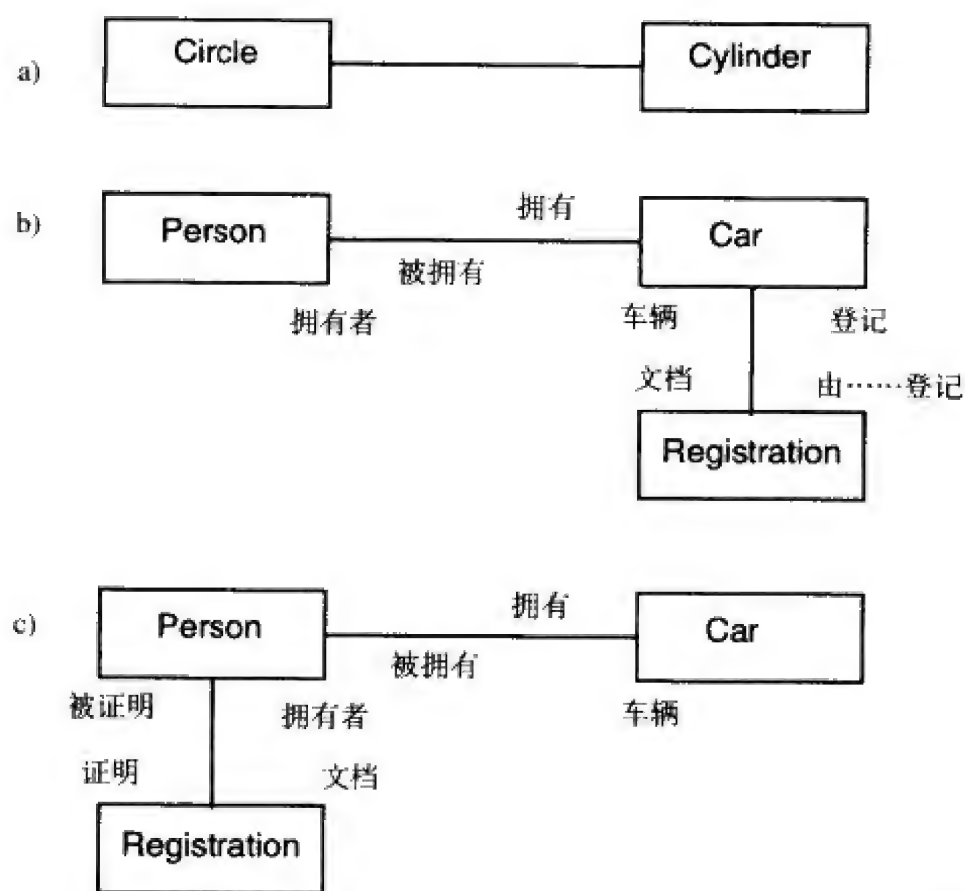 a)
Circle
Cylinder
b)
Person
拥有
Car
被拥有
拥有者
车辆
登记
文档
由……登记
Registration
c)
Person
拥有
Car
被拥有
被证明
拥有者
车辆
证明
文档
Registration